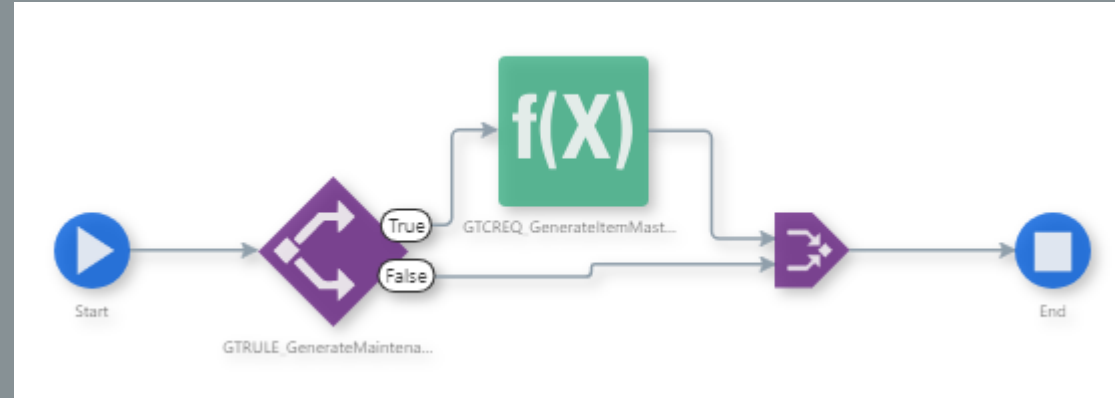 f(X)
True
GTCREQ_GenerateItemMast...
False
Start
End
GTRULE_GenerateMaintena...